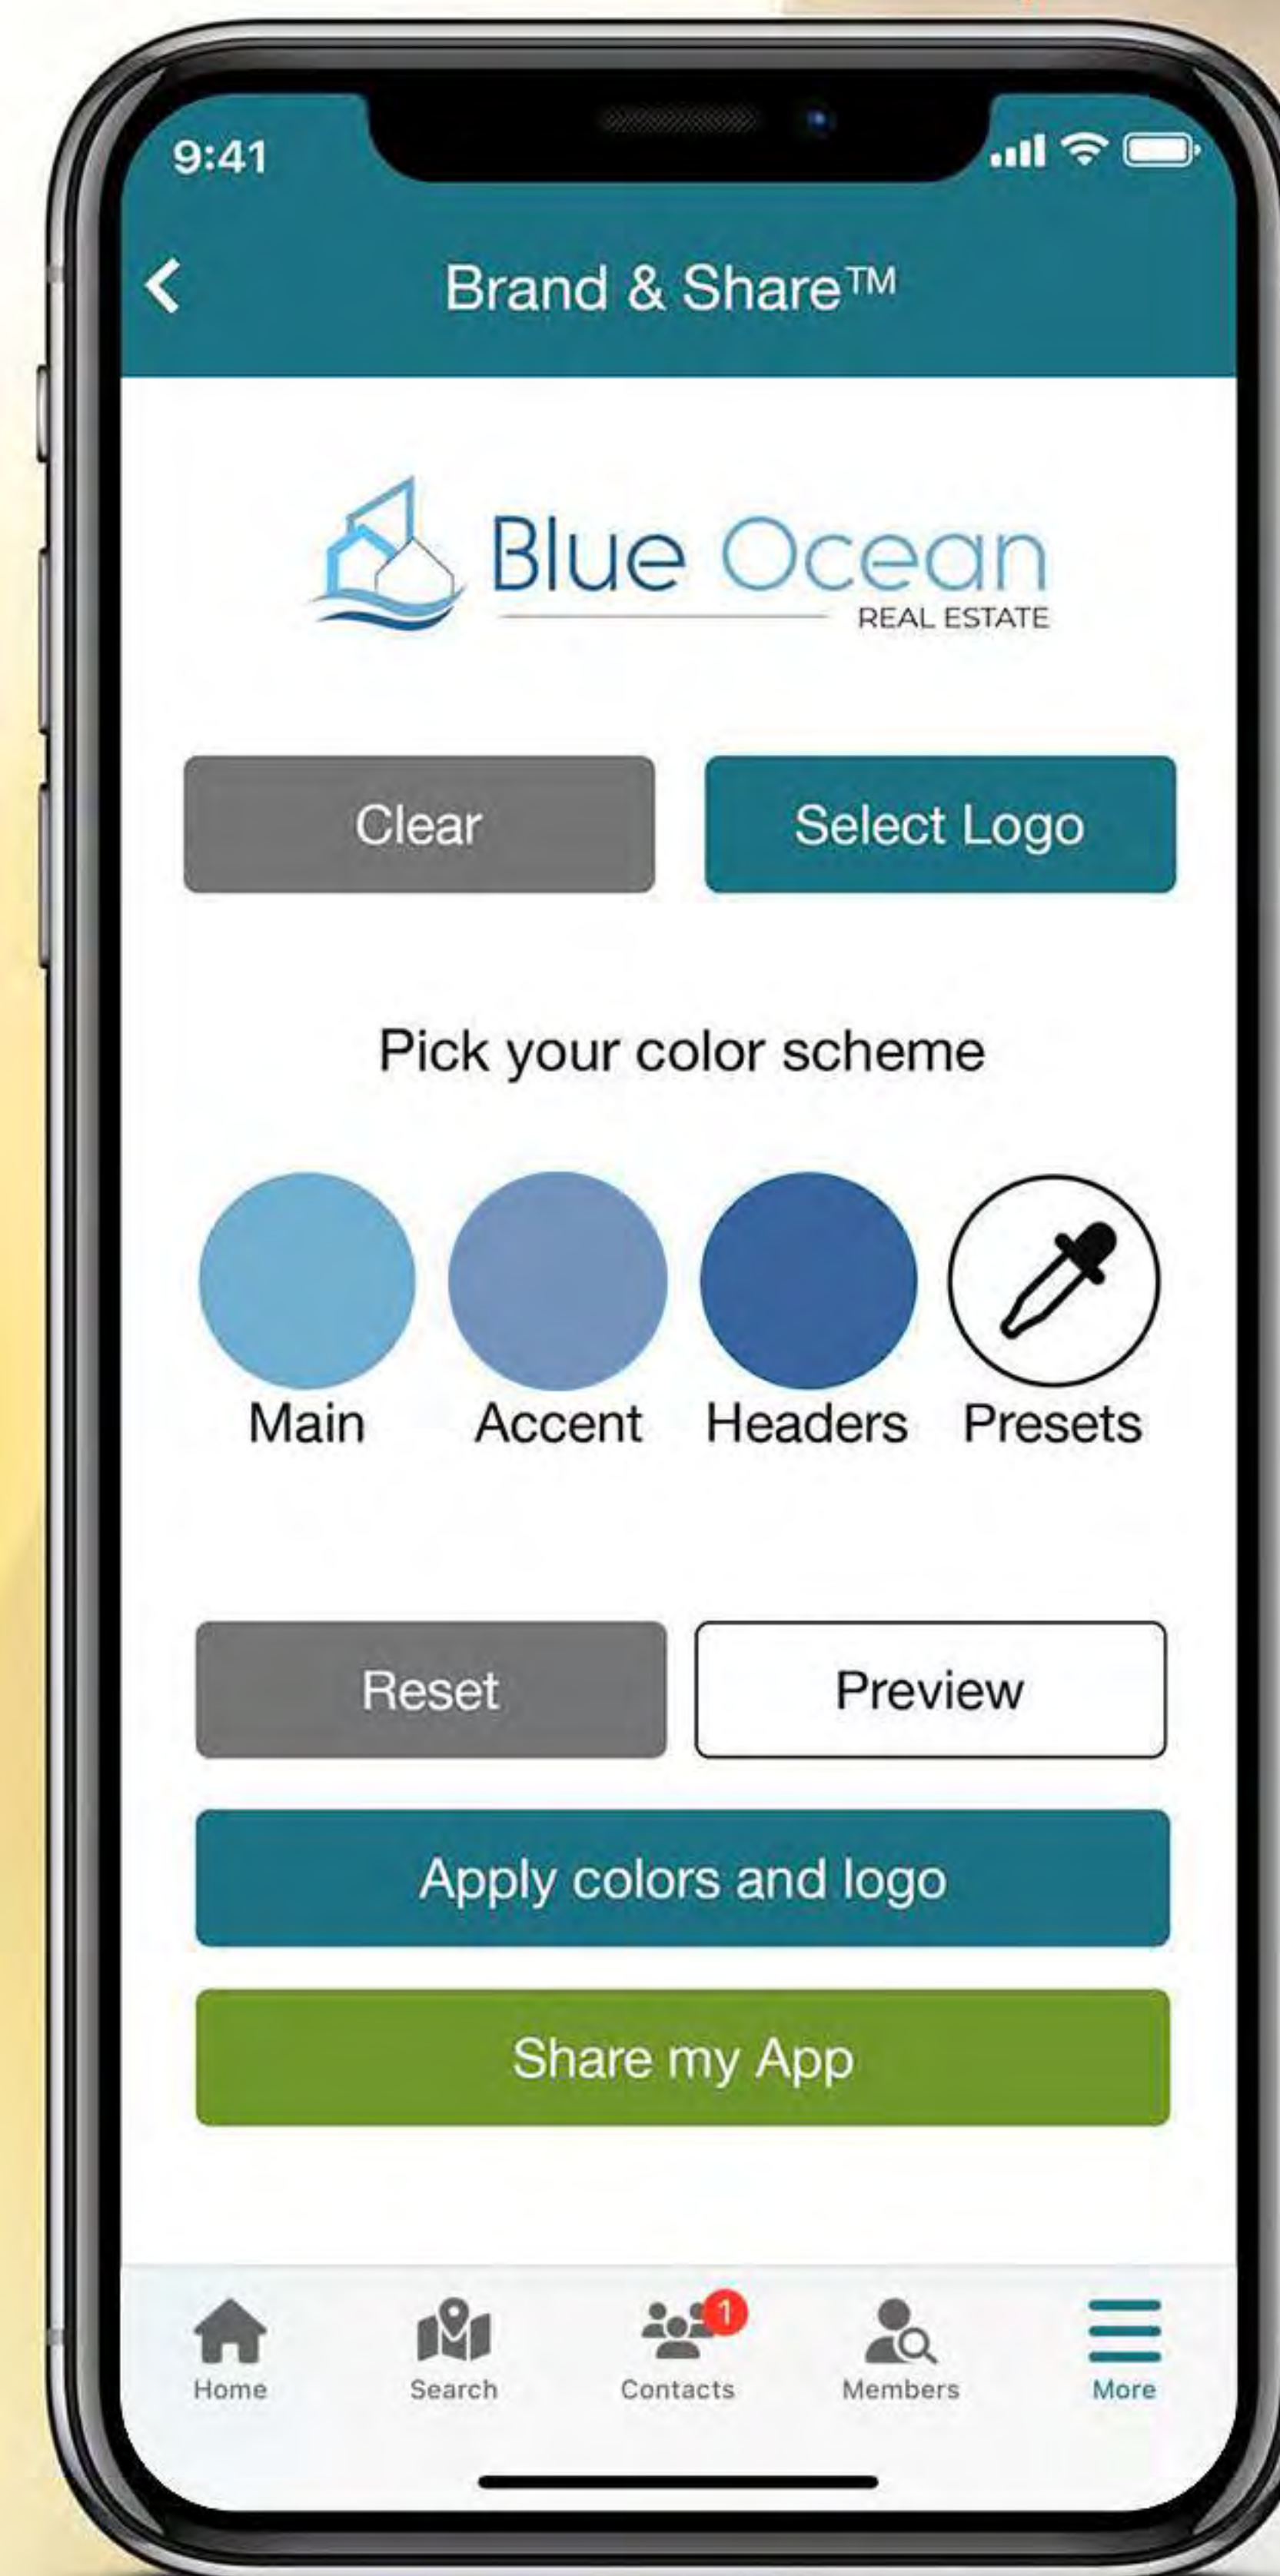 9:41
Brand & Share™
Blue Ocean
REAL ESTATE
Clear
Select Logo
Pick your color scheme
Main
Accent
Headers
Presets
Reset
Preview
Apply colors and logo
Share my App
1
Home
Search
Contacts
Members
More